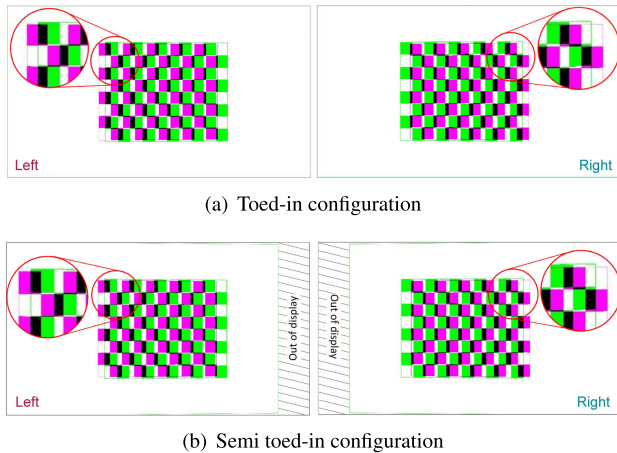 Left
Right
(a) Toed-in configuration
Out of display
Out of display
Left
Right
(b) Semi toed-in configuration